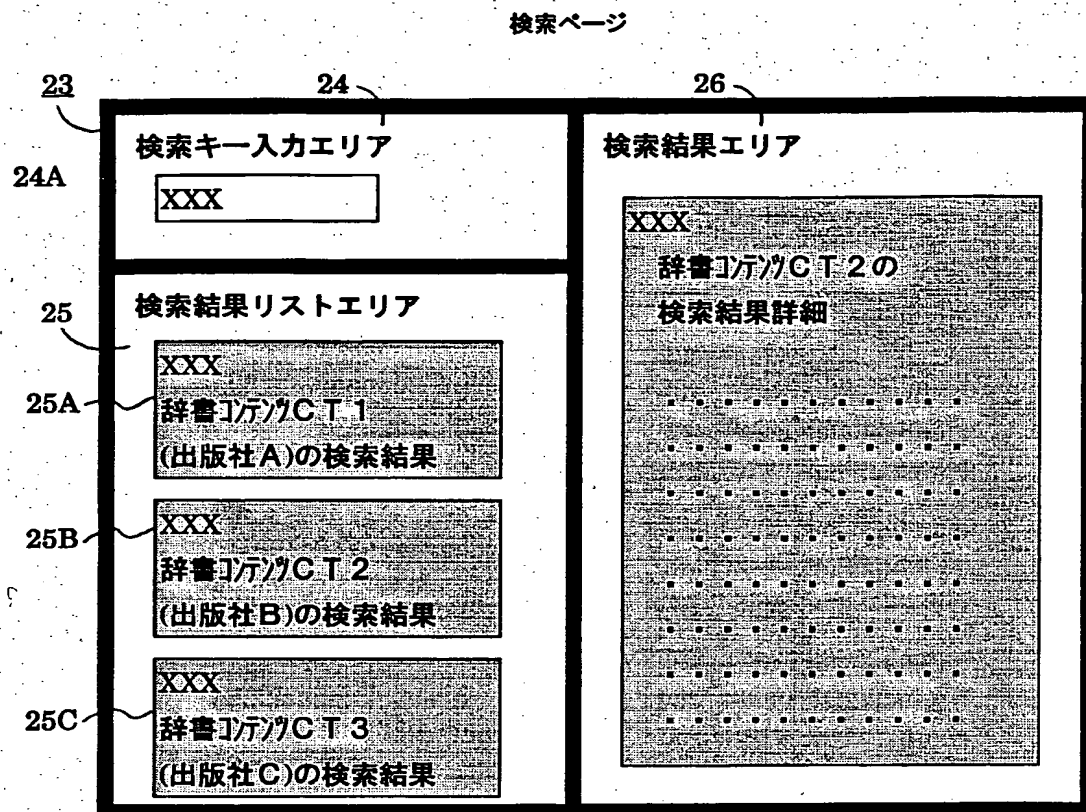 検索ページ
23
24
26
24A
検索キー入力エリア
XXX
25
検索結果リストエリア
25A
XXX
辞書ｺﾝﾃﾝﾂCT1
(出版社A)の検索結果
25B
XXX
辞書ｺﾝﾃﾝﾂCT2
(出版社B)の検索結果
25C
XXX
辞書ｺﾝﾃﾝﾂCT3
(出版社C)の検索結果
検索結果エリア
XXX
辞書ｺﾝﾃﾝﾂCT2の
検索結果詳細